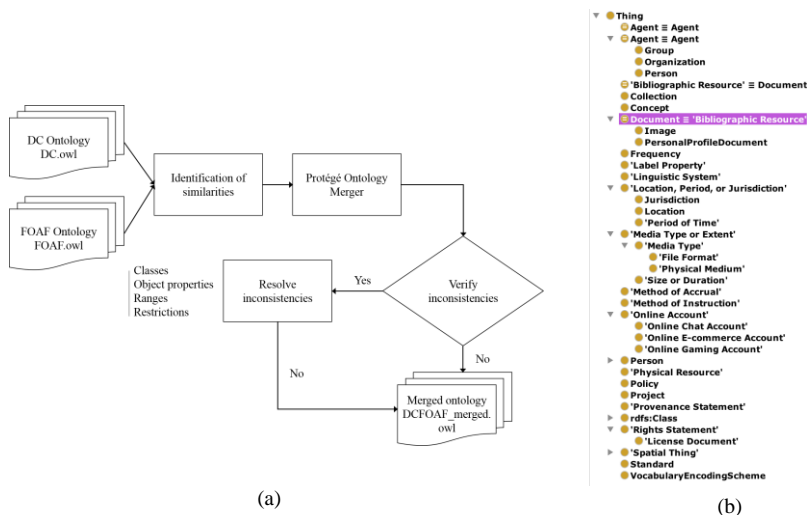 DC Ontology
DC.owl
FOAF Ontology
FOAF.owl
Identification of
similarities
Protégé Ontology
Merger
Classes
Object properties
Ranges
Restrictions
Resolve
inconsistencies
Yes
Verify
inconsistencies
No
No
Merged ontology
DCFOAF_merged.
owl
(a)
Thing
Agent ≡ Agent
Agent ≡ Agent
Group
Organization
Person
'Bibliographic Resource' ≡ Document
Collection
Concept
Document ≡ 'Bibliographic Resource'
Image
PersonalProfileDocument
Frequency
'Label Property'
'Linguistic System'
'Location, Period, or Jurisdiction'
Jurisdiction
Location
'Period of Time'
'Media Type or Extent'
'Media Type'
'File Format'
'Physical Medium'
'Size or Duration'
'Method of Accrual'
'Method of Instruction'
'Online Account'
'Online Chat Account'
'Online E-commerce Account'
'Online Gaming Account'
Person
'Physical Resource'
Policy
Project
'Provenance Statement'
rdfs:Class
'Rights Statement'
'License Document'
'Spatial Thing'
Standard
VocabularyEncodingScheme
(b)